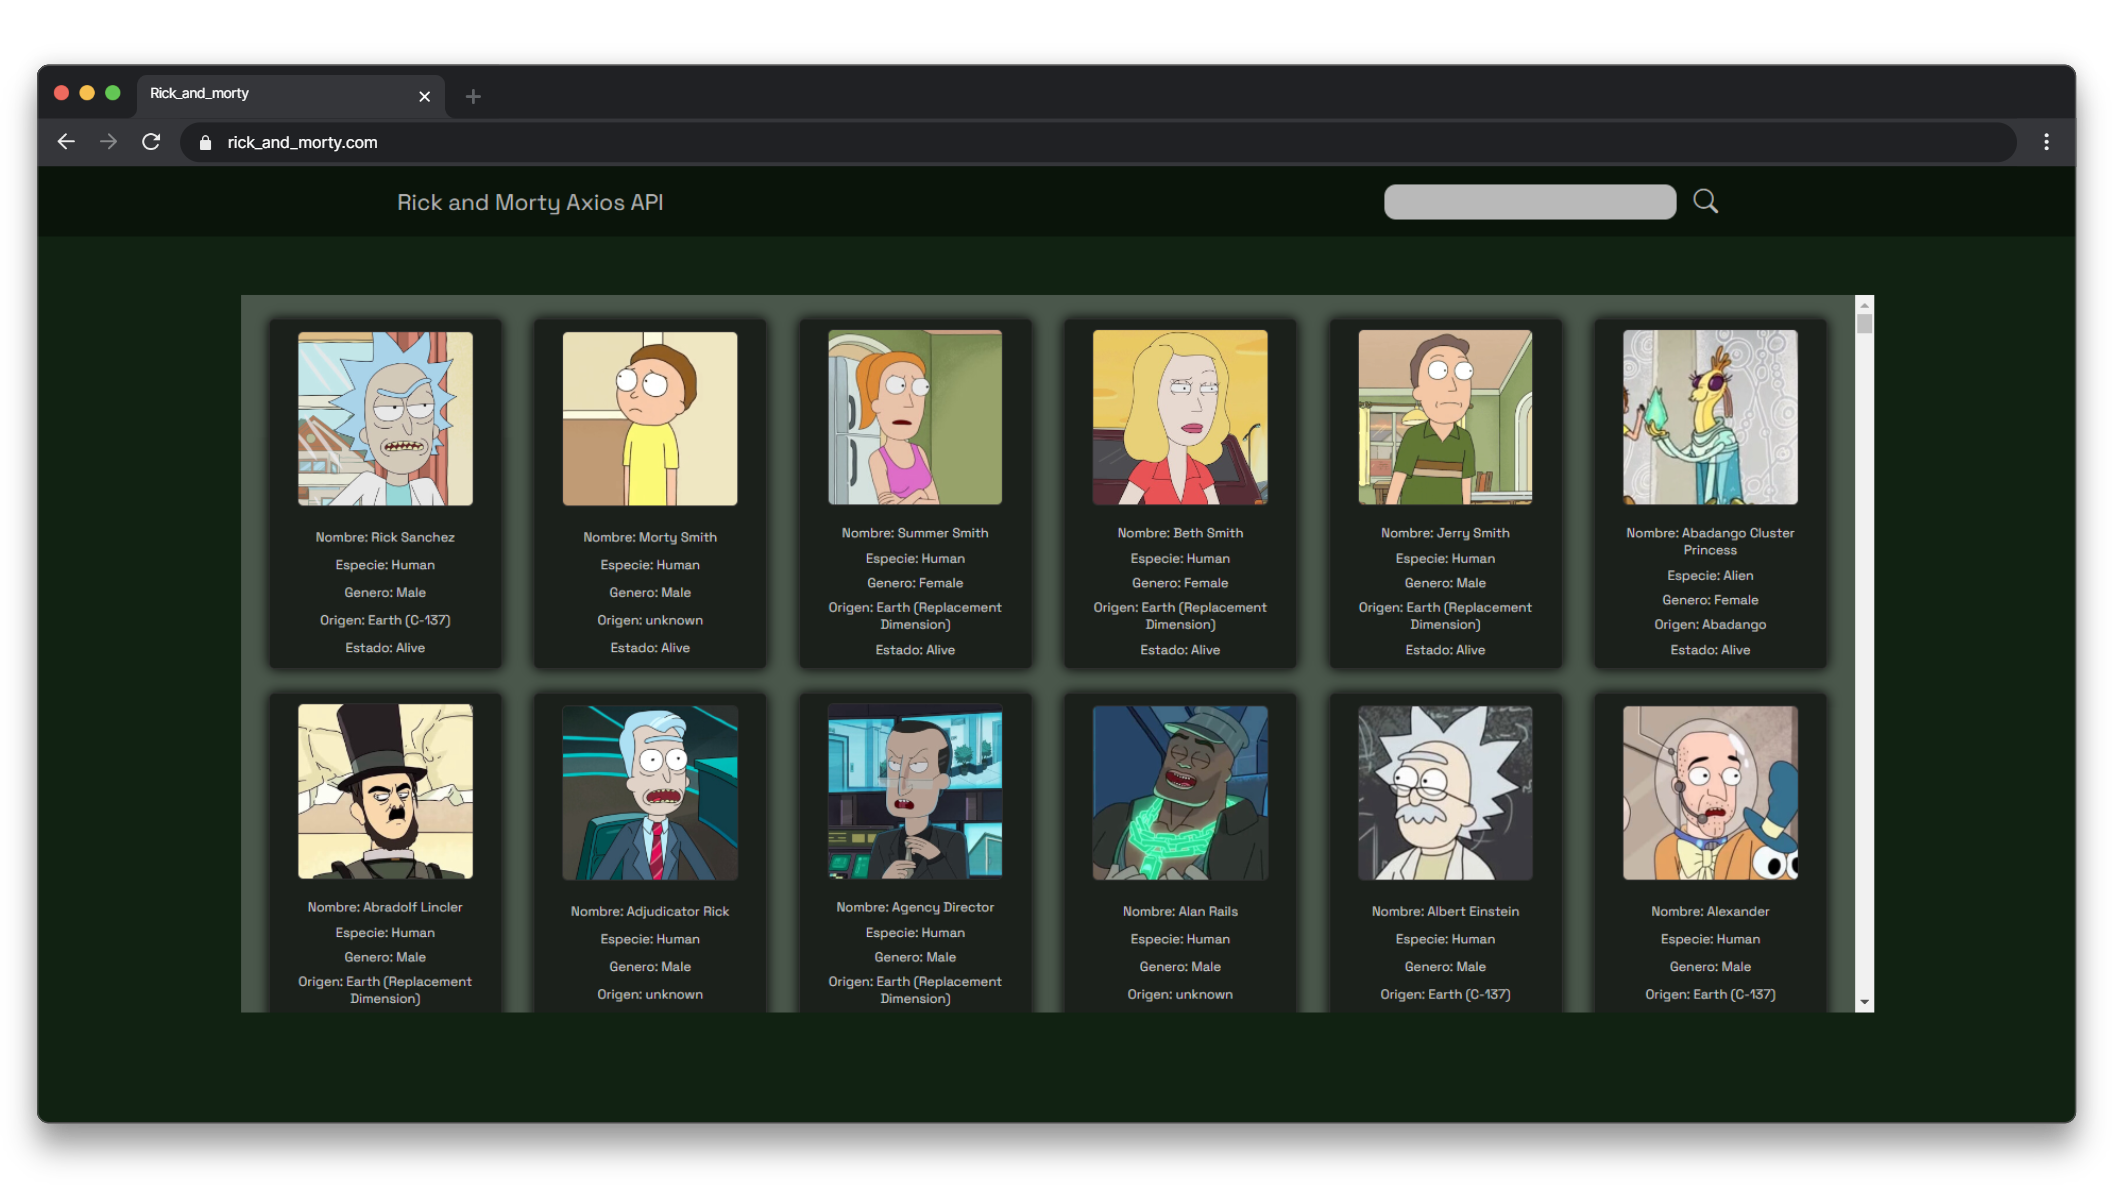 Rick_and_morty
rick_and_morty.com
Rick and Morty Axios API
Nombre: Rick Sanchez
Especie: Human
Genero: Male
Origen: Earth (C-137)
Estado: Alive
Nombre: Morty Smith
Especie: Human
Genero: Male
Origen: unknown
Estado: Alive
Nombre: Summer Smith
Especie: Human
Genero: Female
Origen: Earth (Replacement
Dimension)
Estado: Alive
Nombre: Beth Smith
Especie: Human
Genero: Female
Origen: Earth (Replacement
Dimension)
Estado: Alive
Nombre: Jerry Smith
Especie: Human
Genero: Male
Origen: Earth (Replacement
Dimension)
Estado: Alive
Nombre: Abadango Cluster
Princess
Especie: Alien
Genero: Female
Origen: Abadango
Estado: Alive
Nombre: Abradolf Lincler
Especie: Human
Genero: Male
Origen: Earth (Replacement
Dimension)
Nombre: Adjudicator Rick
Especie: Human
Genero: Male
Origen: unknown
Nombre: Agency Director
Especie: Human
Genero: Male
Origen: Earth (Replacement
Dimension)
Nombre: Alan Rails
Especie: Human
Genero: Male
Origen: unknown
Nombre: Albert Einstein
Especie: Human
Genero: Male
Origen: Earth (C-137)
Nombre: Alexander
Especie: Human
Genero: Male
Origen: Earth (C-137)